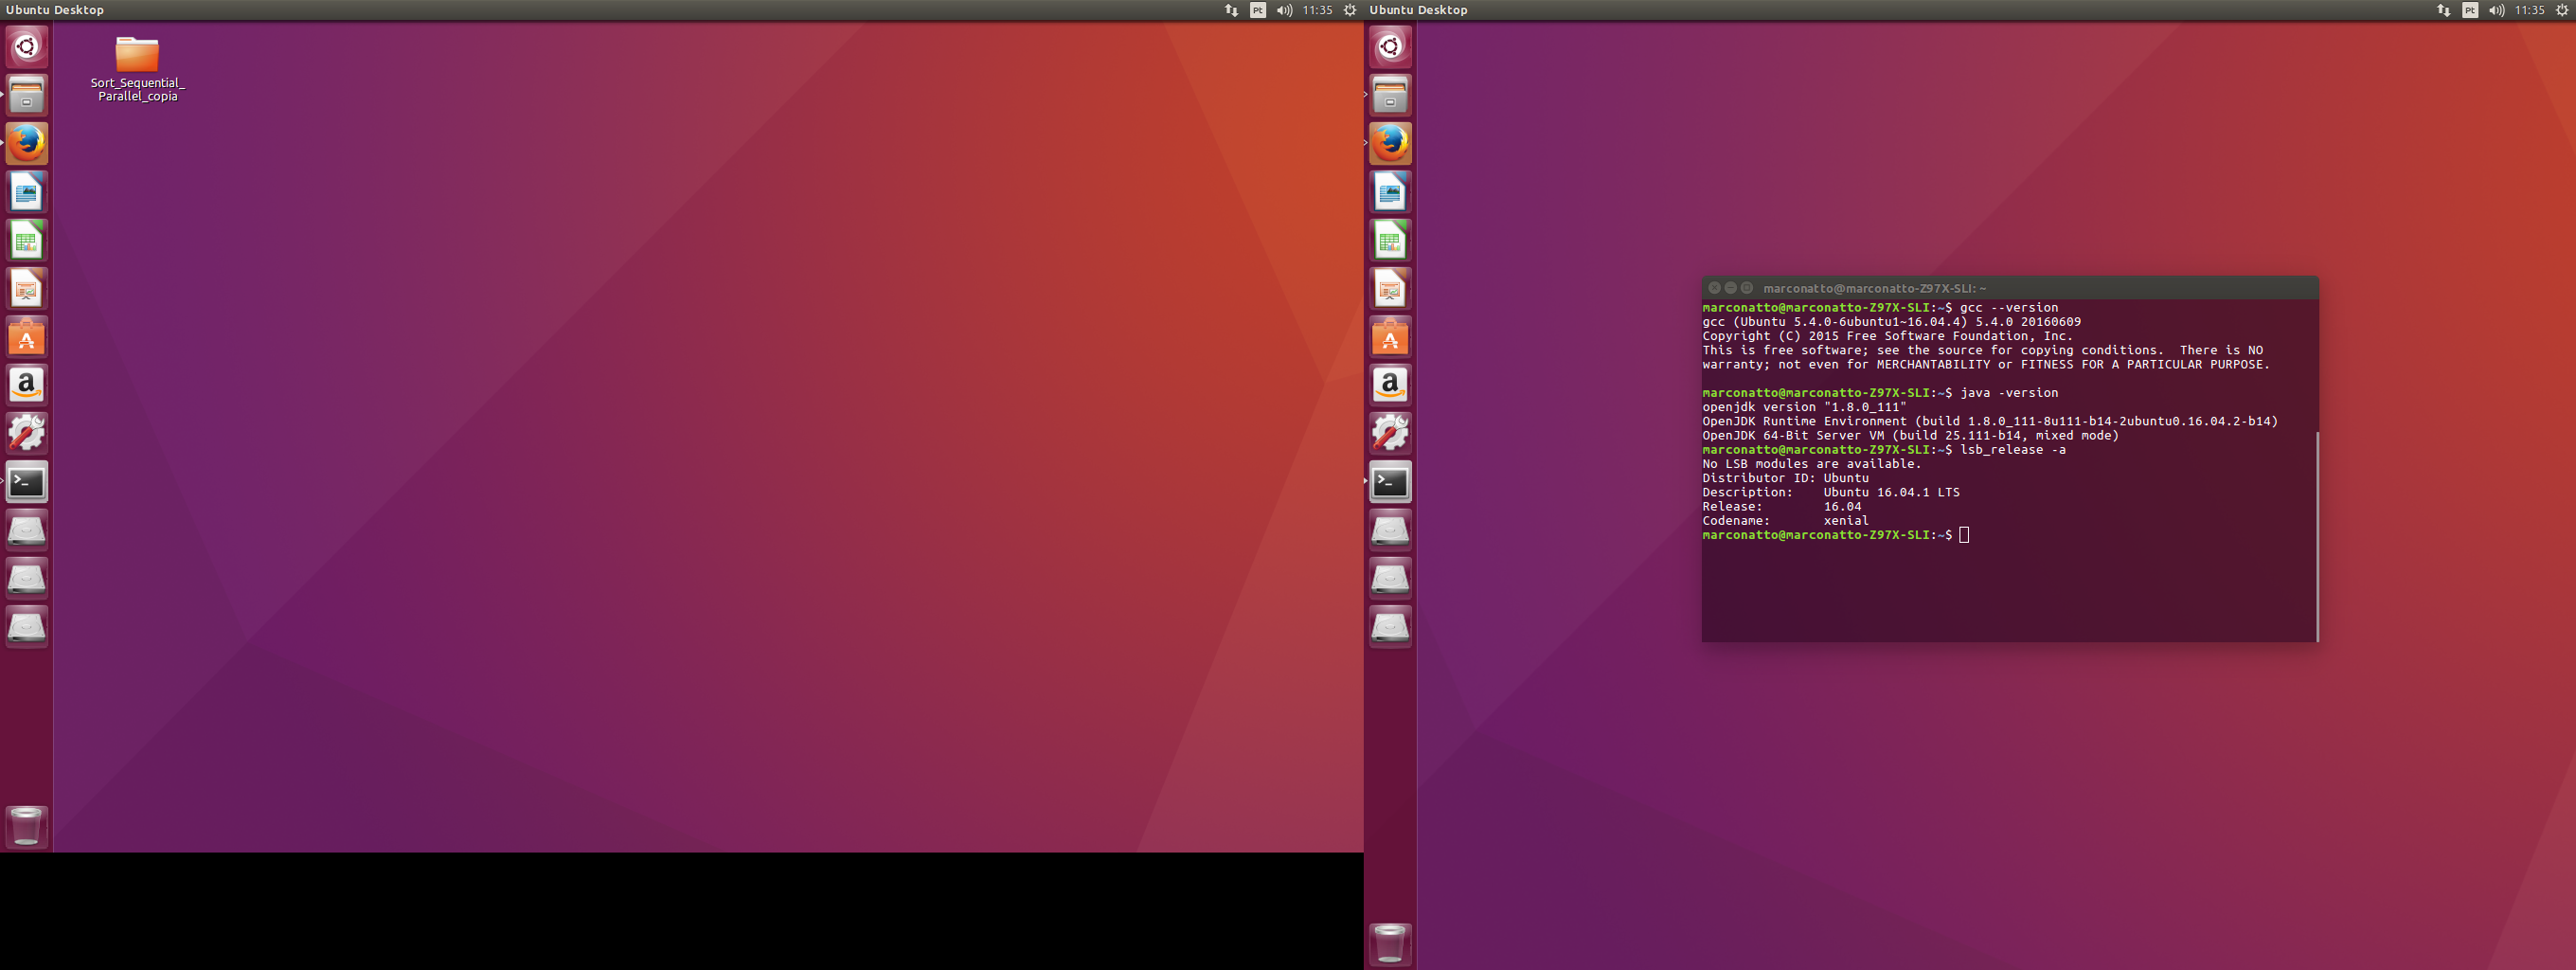 Ubuntu Desktop
Pt
11:35
Sort_Sequential_
Parallel_copia
Ubuntu Desktop
Pt
11:35
marconatto@marconatto-Z97X-SLI: ~
marconatto@marconatto-Z97X-SLI:~$ gcc --version
gcc (Ubuntu 5.4.0-6ubuntu1~16.04.4) 5.4.0 20160609
Copyright (C) 2015 Free Software Foundation, Inc.
This is free software; see the source for copying conditions.  There is NO
warranty; not even for MERCHANTABILITY or FITNESS FOR A PARTICULAR PURPOSE.
marconatto@marconatto-Z97X-SLI:~$ java -version
openjdk version "1.8.0_111"
OpenJDK Runtime Environment (build 1.8.0_111-8u111-b14-2ubuntu0.16.04.2-b14)
OpenJDK 64-Bit Server VM (build 25.111-b14, mixed mode)
marconatto@marconatto-Z97X-SLI:~$ lsb_release -a
No LSB modules are available.
Distributor ID: Ubuntu
Description:    Ubuntu 16.04.1 LTS
Release:        16.04
Codename:       xenial
marconatto@marconatto-Z97X-SLI:~$